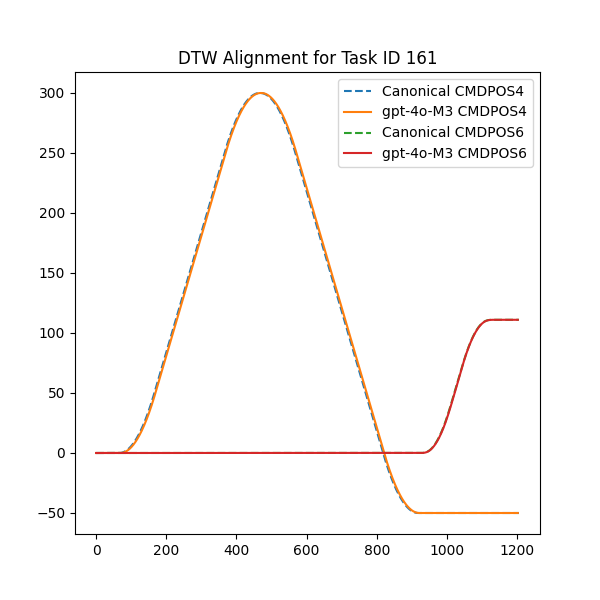 DTW Alignment for Task ID 161
Canonical CMDPOS4
gpt-4o-M3 CMDPOS4
Canonical CMDPOS6
gpt-4o-M3 CMDPOS6
300
250
200
150
100
50
0
−50
0 200 400 600 800 1000 1200